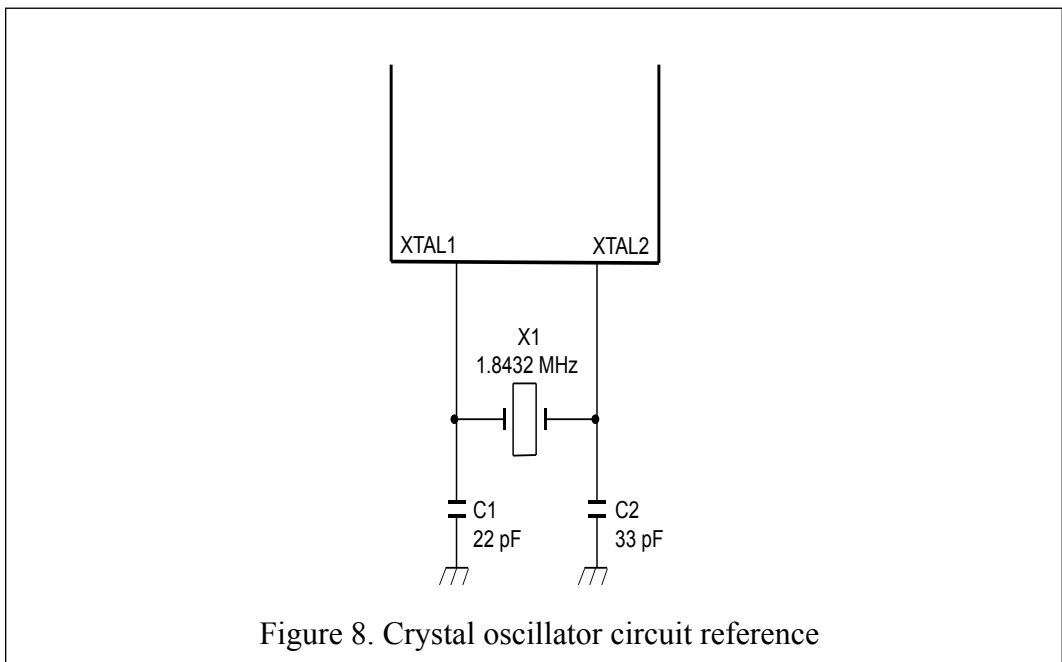 XTAL1 XTAL2
X1
1.8432 MHz
C1 C2
22 pF 33 pF
Figure 8. Crystal oscillator circuit reference